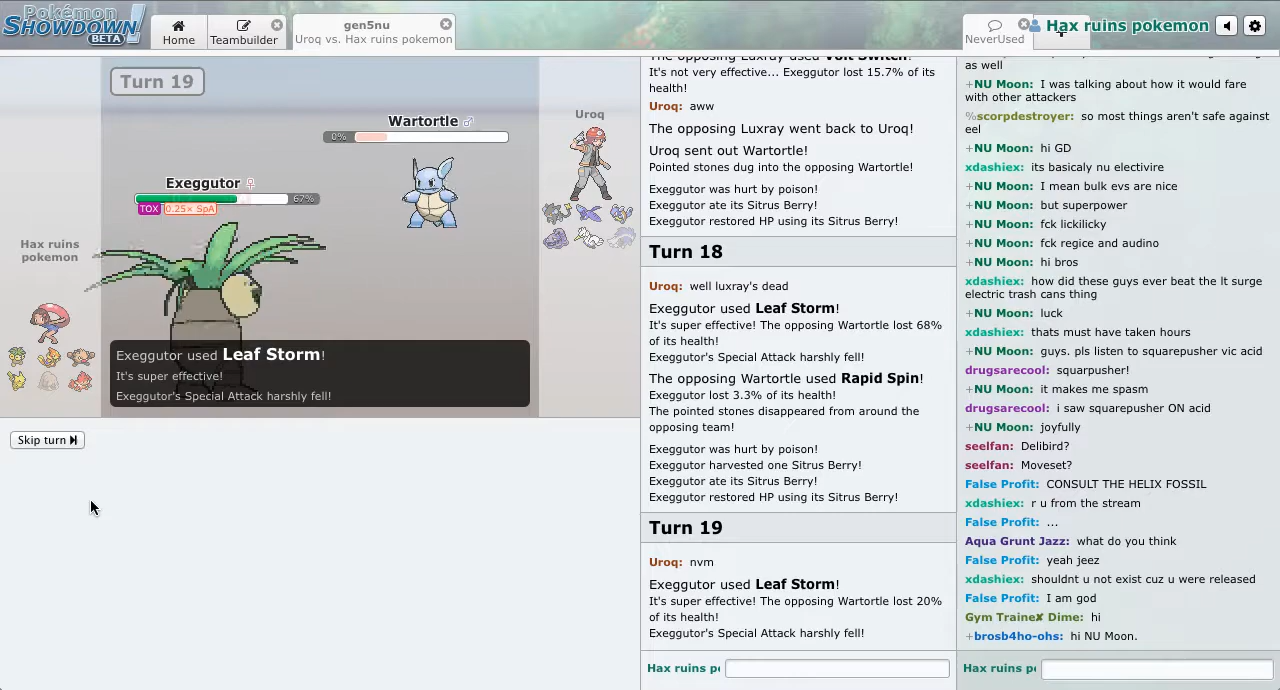 Pokémon
SHOWDOWN!
BETA
Home
Teambuilder
gen5nu
Uroq vs. Hax ruins pokemon
NeverUsed
Hax ruins pokemon
Turn 19
Wartortle ♂
0%
Exeggutor ♀
67%
TOX 0.25× SpA
Uroq
Hax ruins
pokemon
Exeggutor used Leaf Storm!
It's super effective!
Exeggutor's Special Attack harshly fell!
Skip turn
The opposing Luxray used Volt Switch!
It's not very effective... Exeggutor lost 15.7% of its
health!
Uroq: aww
The opposing Luxray went back to Uroq!
Uroq sent out Wartortle!
Pointed stones dug into the opposing Wartortle!
Exeggutor was hurt by poison!
Exeggutor ate its Sitrus Berry!
Exeggutor restored HP using its Sitrus Berry!
Turn 18
Uroq: well luxray's dead
Exeggutor used Leaf Storm!
It's super effective! The opposing Wartortle lost 68%
of its health!
Exeggutor's Special Attack harshly fell!
The opposing Wartortle used Rapid Spin!
Exeggutor lost 3.3% of its health!
The pointed stones disappeared from around the
opposing team!
Exeggutor was hurt by poison!
Exeggutor harvested one Sitrus Berry!
Exeggutor ate its Sitrus Berry!
Exeggutor restored HP using its Sitrus Berry!
Turn 19
Uroq: nvm
Exeggutor used Leaf Storm!
It's super effective! The opposing Wartortle lost 20%
of its health!
Exeggutor's Special Attack harshly fell!
Hax ruins p
as well
+NU Moon: I was talking about how it would fare
with other attackers
%scorpdestroyer: so most things aren't safe against
eel
+NU Moon: hi GD
xdashiex: its basicaly nu electivire
+NU Moon: I mean bulk evs are nice
+NU Moon: but superpower
+NU Moon: fck lickilicky
+NU Moon: fck regice and audino
+NU Moon: hi bros
xdashiex: how did these guys ever beat the lt surge
electric trash cans thing
+NU Moon: luck
xdashiex: thats must have taken hours
+NU Moon: guys. pls listen to squarepusher vic acid
drugsarecool: squarpusher!
+NU Moon: it makes me spasm
drugsarecool: i saw squarepusher ON acid
+NU Moon: joyfully
seelfan: Delibird?
seelfan: Moveset?
False Profit: CONSULT THE HELIX FOSSIL
xdashiex: r u from the stream
False Profit: ...
Aqua Grunt Jazz: what do you think
False Profit: yeah jeez
xdashiex: shouldnt u not exist cuz u were released
False Profit: I am god
Gym Traine✘ Dime: hi
+brosb4ho-ohs: hi NU Moon.
Hax ruins p